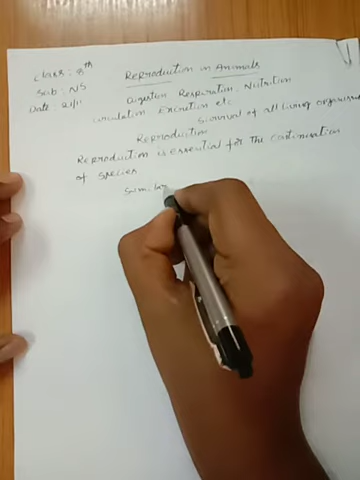 Class: 8th
Reproduction in Animals
Sub: NS
Date 2/11
Digestion Respiration, Nutrition
Circulation Excretion etc
Survival of all living organisms
Reproduction
Reproduction is essential for the continuation
of species
Similar